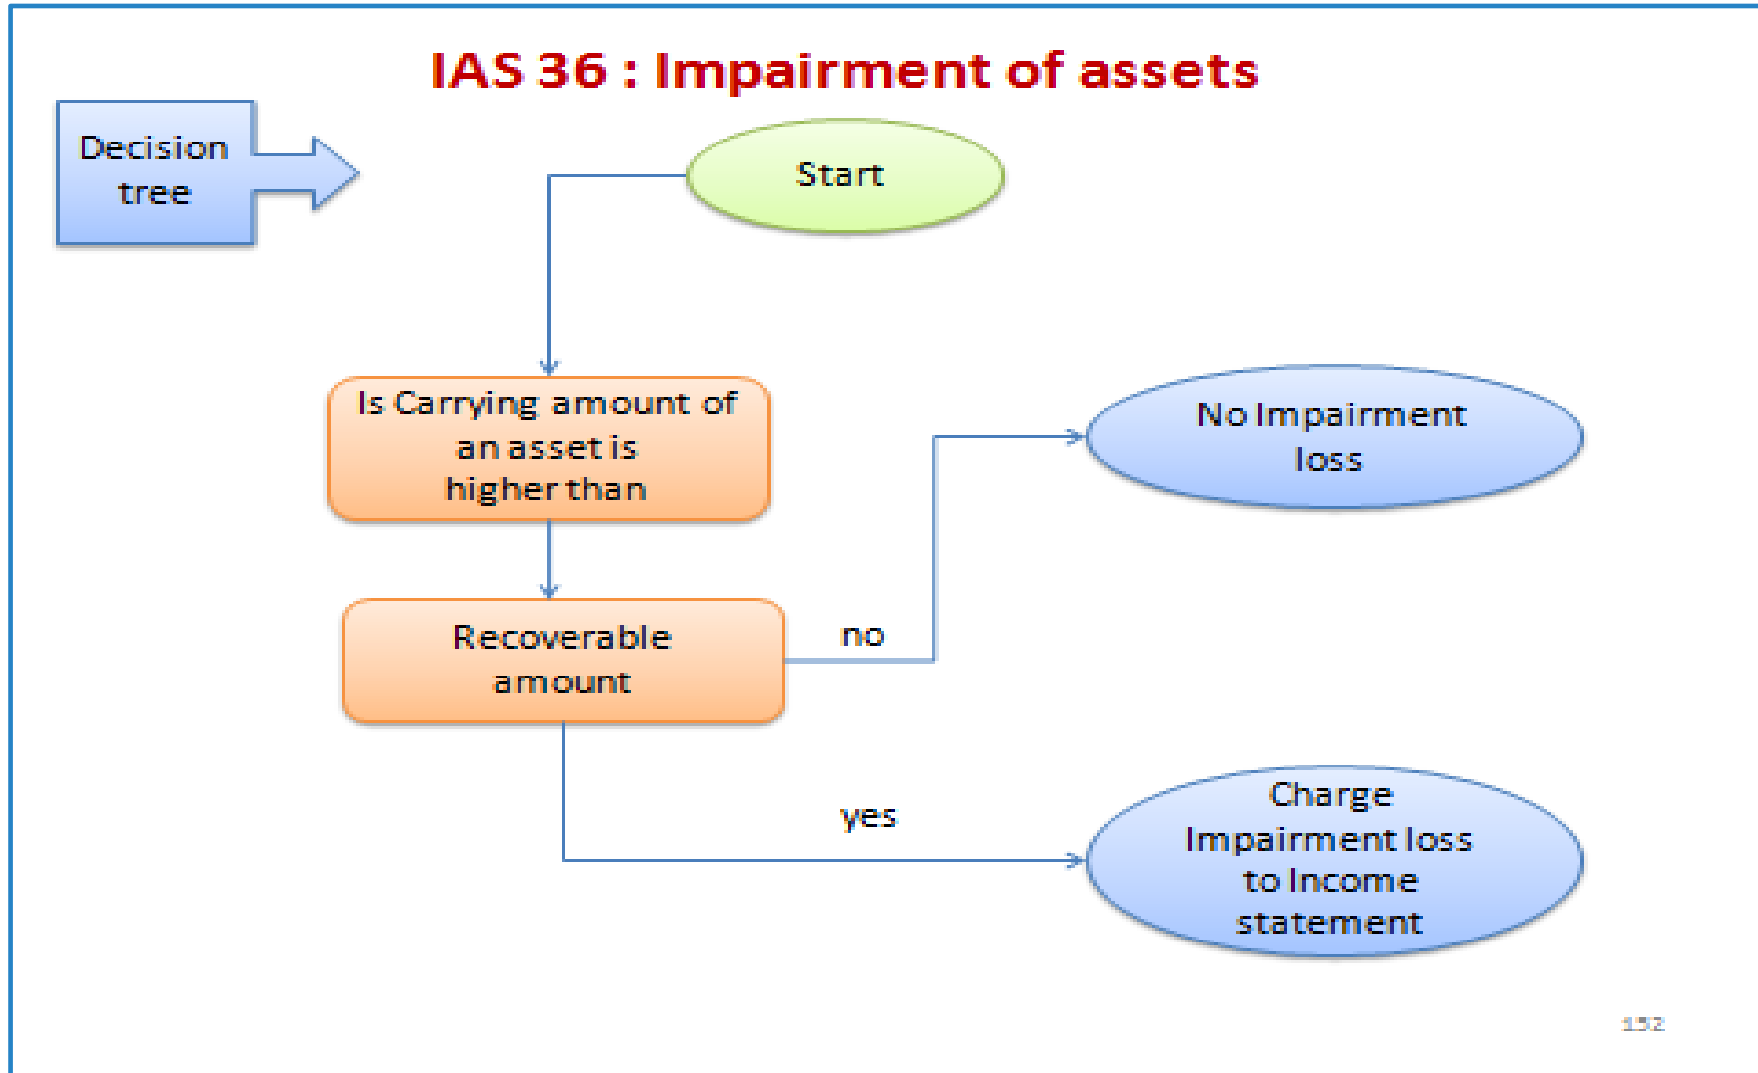 IAS 36 : Impairment of assets
Decision
tree
Start
Is Carrying amount of
an asset is
higher than
No Impairment
loss
Recoverable
amount
no
yes
Charge
Impairment loss
to Income
statement
152